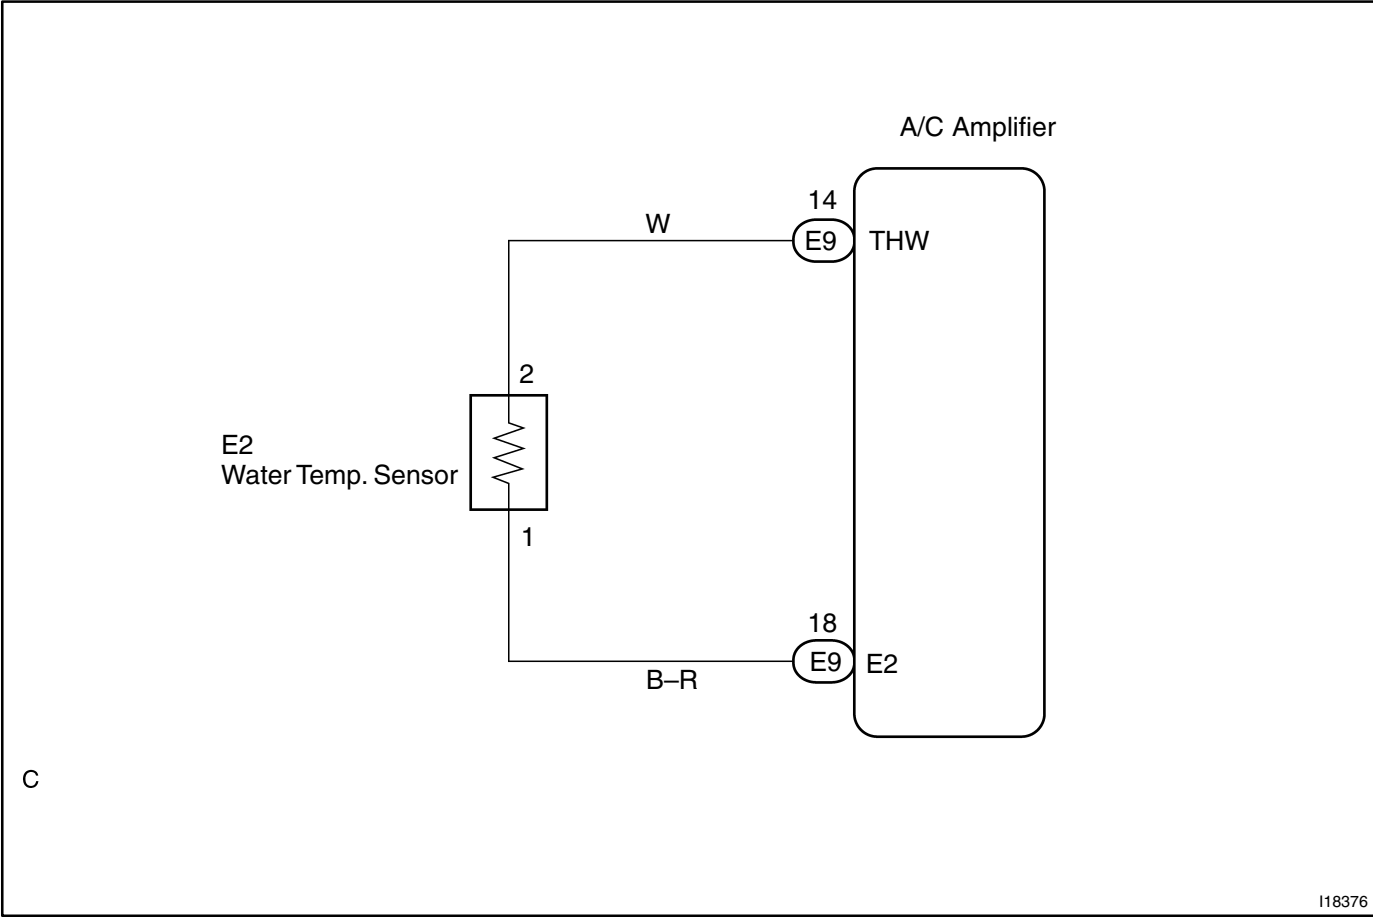 A/C Amplifier
14
W
E9
THW
2
E2
Water Temp. Sensor
1
18
E9
E2
B–R
C
I18376